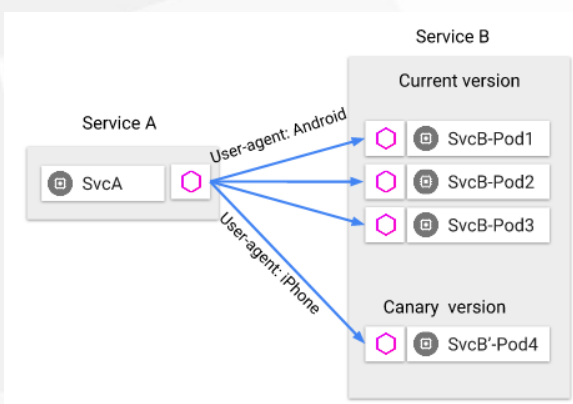 Service B
Current version
Service A
User-agent: Android
SvcB-Pod1
SvcA
SvcB-Pod2
SvcB-Pod3
User-agent: iPhone
Canary version
SvcB’-Pod4